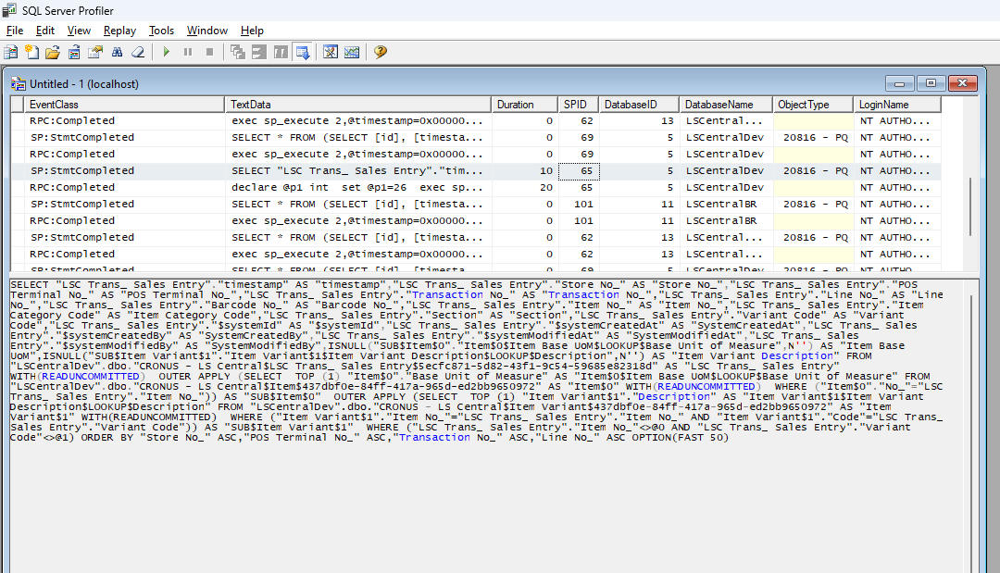 SQL Server Profiler
File Edit View Replay Tools Window Help
Untitled - 1 (localhost)
EventClass TextData Duration SPID DatabaseID DatabaseName ObjectType LoginName
RPC:Completed exec sp_execute 2,@timestamp=0x00000... 0 62 13 LSCentral... NT AUTHO...
SP:StmtCompleted SELECT * FROM (SELECT [id], [timesta... 0 69 5 LSCentralDev 20816 - PQ NT AUTHO...
RPC:Completed exec sp_execute 2,@timestamp=0x00000... 0 69 5 LSCentralDev NT AUTHO...
SP:StmtCompleted SELECT "LSC Trans_ Sales Entry"."tim... 10 65 5 LSCentralDev 20816 - PQ NT AUTHO...
RPC:Completed declare @p1 int set @p1=26 exec sp... 20 65 5 LSCentralDev NT AUTHO...
SP:StmtCompleted SELECT * FROM (SELECT [id], [timesta... 0 101 11 LSCentralBR 20816 - PQ NT AUTHO...
RPC:Completed exec sp_execute 2,@timestamp=0x00000... 0 101 11 LSCentralBR NT AUTHO...
SP:StmtCompleted SELECT * FROM (SELECT [id], [timesta... 0 62 13 LSCentral... 20816 - PQ NT AUTHO...
RPC:Completed exec sp_execute 2,@timestamp=0x00000... 0 62 13 LSCentral... NT AUTHO...
SP:StmtCompleted SELECT * FROM (SELECT [id], [timesta... 0 69 5 LSCentralDev 20816 - PQ NT AUTHO...
SELECT "LSC Trans_ Sales Entry"."timestamp" AS "timestamp","LSC Trans_ Sales Entry"."Store No_" AS "Store No_","LSC Trans_ Sales Entry"."POS
Terminal No_" AS "POS Terminal No_","LSC Trans_ Sales Entry"."Transaction No_" AS "Transaction No_","LSC Trans_ Sales Entry"."Line No_" AS "Line
No_","LSC Trans_ Sales Entry"."Barcode No_" AS "Barcode No_","LSC Trans_ Sales Entry"."Item No_" AS "Item No_","LSC Trans_ Sales Entry"."Item
Category Code" AS "Item Category Code","LSC Trans_ Sales Entry"."Section" AS "Section","LSC Trans_ Sales Entry"."Variant Code" AS "Variant
Code","LSC Trans_ Sales Entry"."$systemId" AS "$systemId","LSC Trans_ Sales Entry"."$systemCreatedAt" AS "SystemCreatedAt","LSC Trans_ Sales
Entry"."$systemCreatedBy" AS "SystemCreatedBy","LSC Trans_ Sales Entry"."$systemModifiedAt" AS "SystemModifiedAt","LSC Trans_ Sales
Entry"."$systemModifiedBy" AS "SystemModifiedBy",ISNULL("SUB$Item$0"."Item$0$Item Base UoM$LOOKUP$Base Unit of Measure",N'') AS "Item Base
UoM",ISNULL("SUB$Item Variant$1"."Item Variant$1$Item Variant Description$LOOKUP$Description",N'') AS "Item Variant Description" FROM
"LSCentralDev".dbo."CRONUS - LS Central$LSC Trans_ Sales Entry$5ecfc871-5d82-43f1-9c54-59685e82318d" AS "LSC Trans_ Sales Entry"
WITH(READUNCOMMITTED) OUTER APPLY (SELECT TOP (1) "Item$0"."Base Unit of Measure" AS "Item$0$Item Base UoM$LOOKUP$Base Unit of Measure" FROM
"LSCentralDev".dbo."CRONUS - LS Central$Item$437dbf0e-84ff-417a-965d-ed2bb9650972" AS "Item$0" WITH(READUNCOMMITTED) WHERE ("Item$0"."No_"="LSC
Trans_ Sales Entry"."Item No_")) AS "SUB$Item$0" OUTER APPLY (SELECT TOP (1) "Item Variant$1"."Description" AS "Item Variant$1$Item Variant
Description$LOOKUP$Description" FROM "LSCentralDev".dbo."CRONUS - LS Central$Item Variant$437dbf0e-84ff-417a-965d-ed2bb9650972" AS "Item
Variant$1" WITH(READUNCOMMITTED) WHERE ("Item Variant$1"."Item No_"="LSC Trans_ Sales Entry"."Item No_" AND "Item Variant$1"."Code"="LSC Trans_
Sales Entry"."Variant Code")) AS "SUB$Item Variant$1" WHERE ("LSC Trans_ Sales Entry"."Item No_"<>@0 AND "LSC Trans_ Sales Entry"."Variant
Code"<>@1) ORDER BY "Store No_" ASC,"POS Terminal No_" ASC,"Transaction No_" ASC,"Line No_" ASC OPTION(FAST 50)